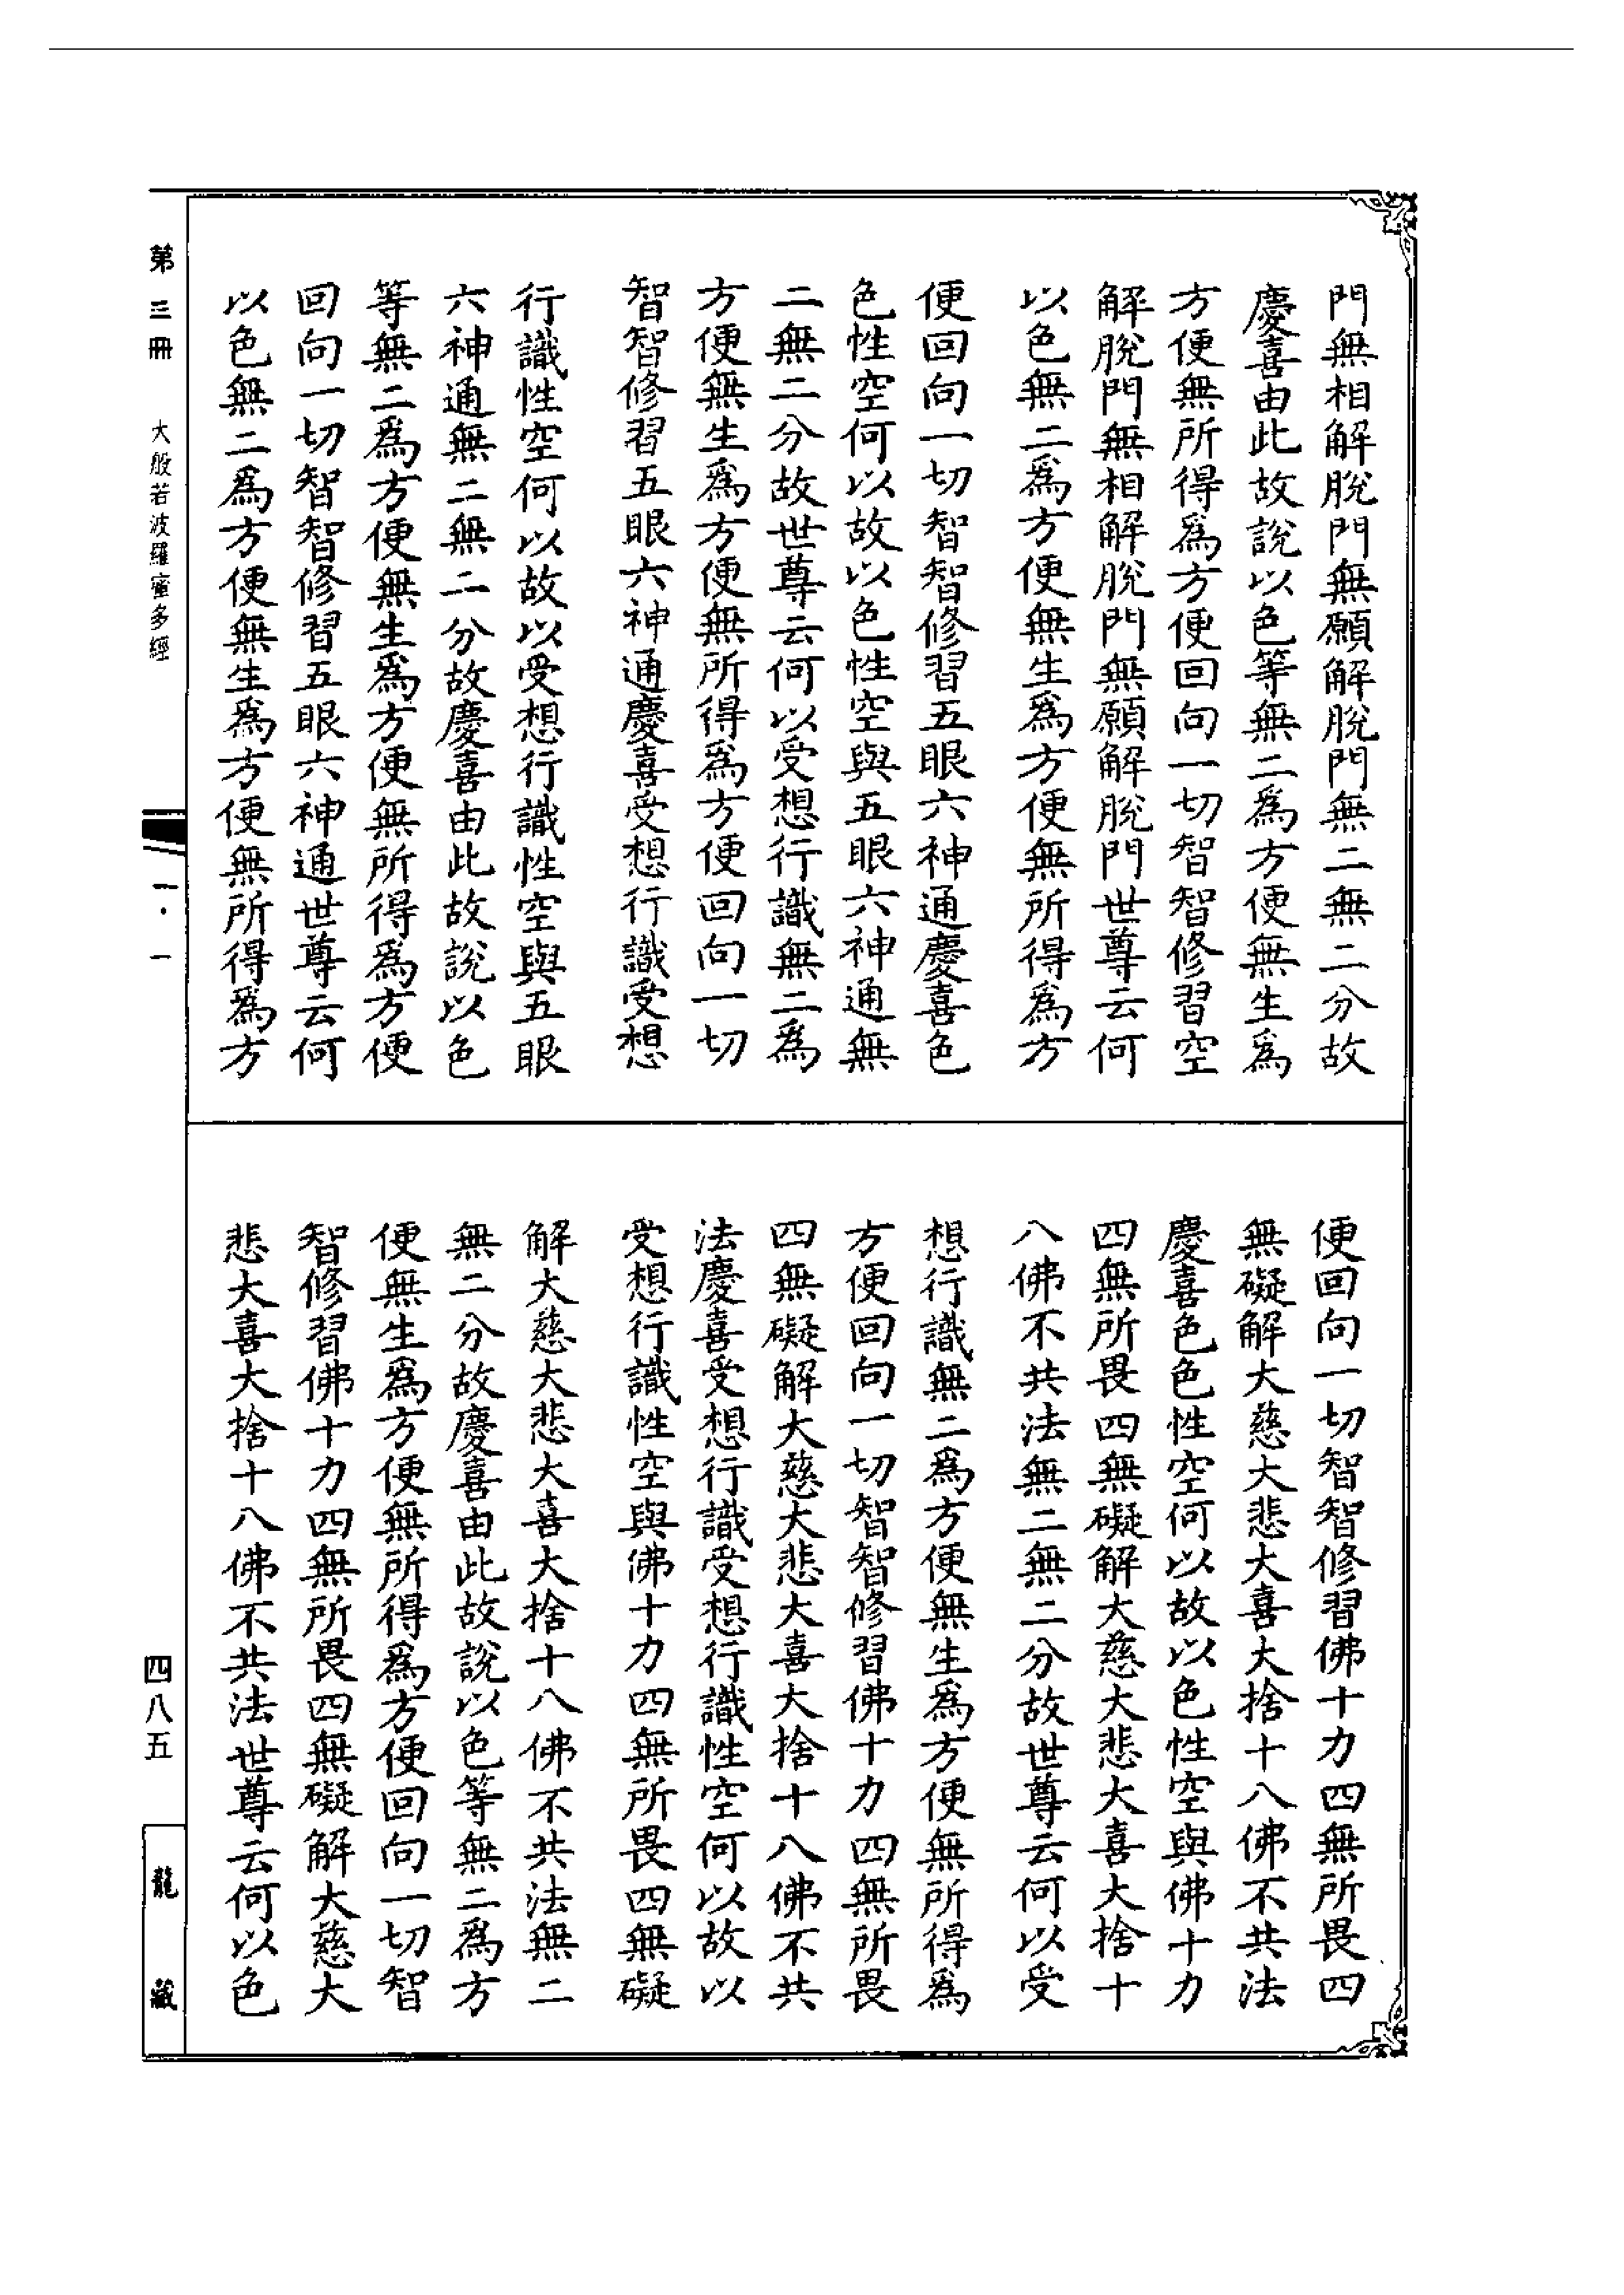 門無相解脫門無願解脫門無二無二分故
慶喜由此故說以色等無二爲方便無生爲
方便無所得爲方便回向一切智智修習空
解脫門無相解脫門無願解脫門世尊云何
以色無二爲方便無生爲方便無所得爲方
便回向一切智智修習五眼六神通慶喜色
色性空何以故以色性空與五眼六神通無
二無二分故世尊云何以受想行識無二爲
方便無生爲方便無所得爲方便回向一切
智智修習五眼六神通慶喜受想行識受想
行識性空何以故以受想行識性空與五眼
六神通無二無二分故慶喜由此故說以色
等無二爲方便無生爲方便無所得爲方便
回向一切智智修習五眼六神通世尊云何
以色無二爲方便無生爲方便無所得爲方
便回向一切智智修習佛十力四無所畏四
無礙解大慈大悲大喜大捨十八佛不共法
慶喜色色性空何以故以色性空與佛十力
四無所畏四無礙解大慈大悲大喜大捨十
八佛不共法無二無二分故世尊云何以受
想行識無二爲方便無生爲方便無所得爲
方便回向一切智智修習佛十力四無所畏
四無礙解大慈大悲大喜大捨十八佛不共
法慶喜受想行識受想行識性空何以故以
受想行識性空與佛十力四無所畏四無礙
解大慈大悲大喜大捨十八佛不共法無二
無二分故慶喜由此故說以色等無二爲方
便無生爲方便無所得爲方便回向一切智
智修習佛十力四無所畏四無礙解大慈大
悲大喜大捨十八佛不共法世尊云何以色
第三冊 大般若波羅蜜多經 一·一 四八五 龍藏